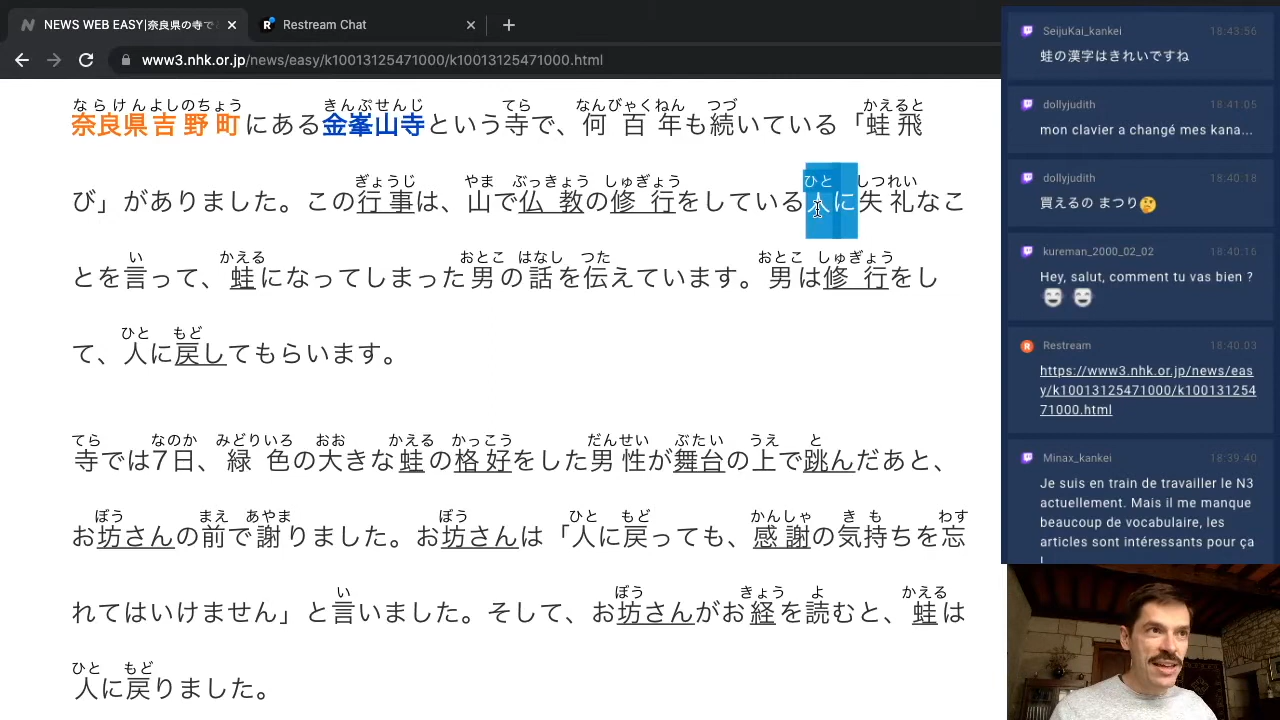 NEWS WEB EASY|奈良県の寺で
Restream Chat
www3.nhk.or.jp/news/easy/k10013125471000/k10013125471000.html
ならけんよしのちょう きんぷせんじ てら なんびゃくねん つづ かえると
奈良県吉野町にある金峯山寺という寺で、何百年も続いている「蛙飛
ぎょうじ やま ぶっきょう しゅぎょう ひと しつれい
び」がありました。この行事は、山で仏教の修行をしている人に失礼なこ
い かえる おとこ はなし つた おとこ しゅぎょう
とを言って、蛙になってしまった男の話を伝えています。男は修行をし
ひと もど
て、人に戻してもらいます。
てら なのか みどりいろ おお かえる かっこう だんせい ぶたい うえ と
寺では7日、緑色の大きな蛙の格好をした男性が舞台の上で跳んだあと、
ぼう まえ あやま ぼう ひと もど かんしゃ きも わす
お坊さんの前で謝りました。お坊さんは「人に戻っても、感謝の気持ちを忘
い ぼう きょう よ かえる
れてはいけません」と言いました。そして、お坊さんがお経を読むと、蛙は
ひと もど
人に戻りました。
SeijuKai_kankei 18:43:56
蛙の漢字はきれいですね
dollyjudith 18:41:05
mon clavier a changé mes kana...
dollyjudith 18:40:18
買えるの まつり🤔
kureman_2000_02_02 18:40:16
Hey, salut, comment tu vas bien ?
Restream 18:40:03
https://www3.nhk.or.jp/news/eas
y/k10013125471000/k100131254
71000.html
Minax_kankei 18:39:40
Je suis en train de travailler le N3
actuellement. Mais il me manque
beaucoup de vocabulaire, les
articles sont intéressants pour ça
!